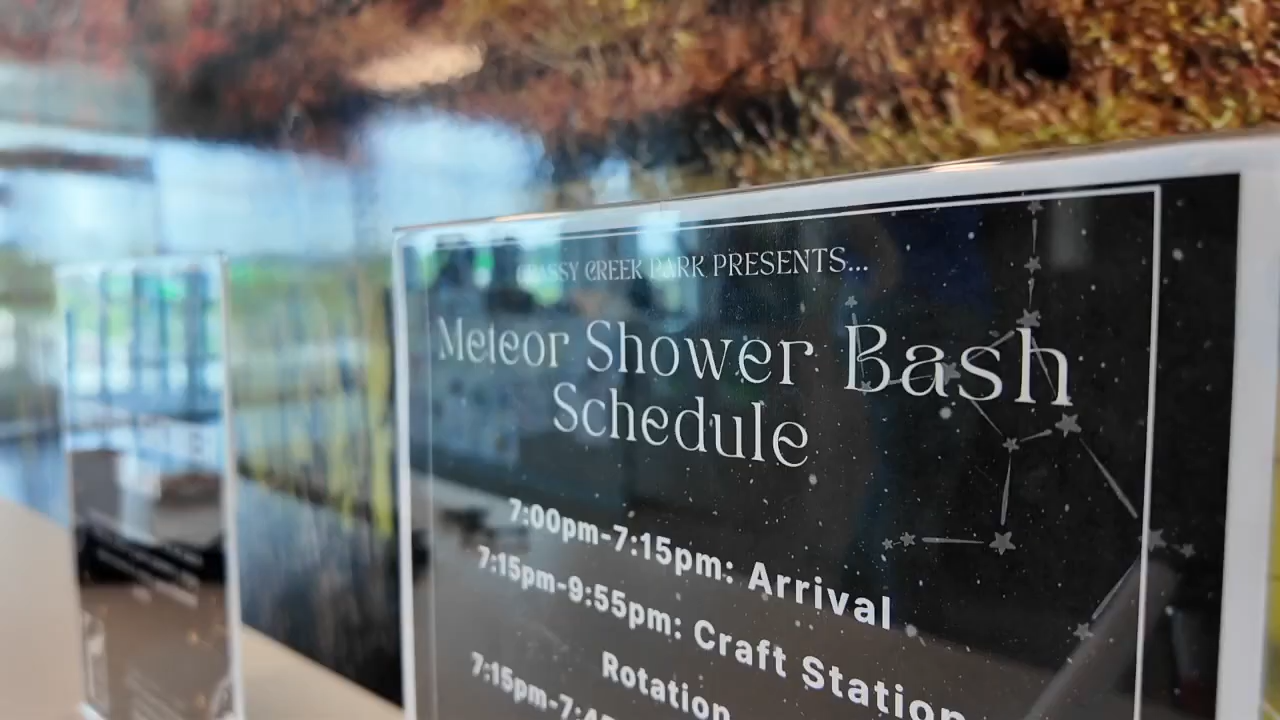 GRASSY CREEK PARK PRESENTS...
Meteor Shower Bash
Schedule
7:00pm-7:15pm: Arrival
7:15pm-9:55pm: Craft Station
Rotation